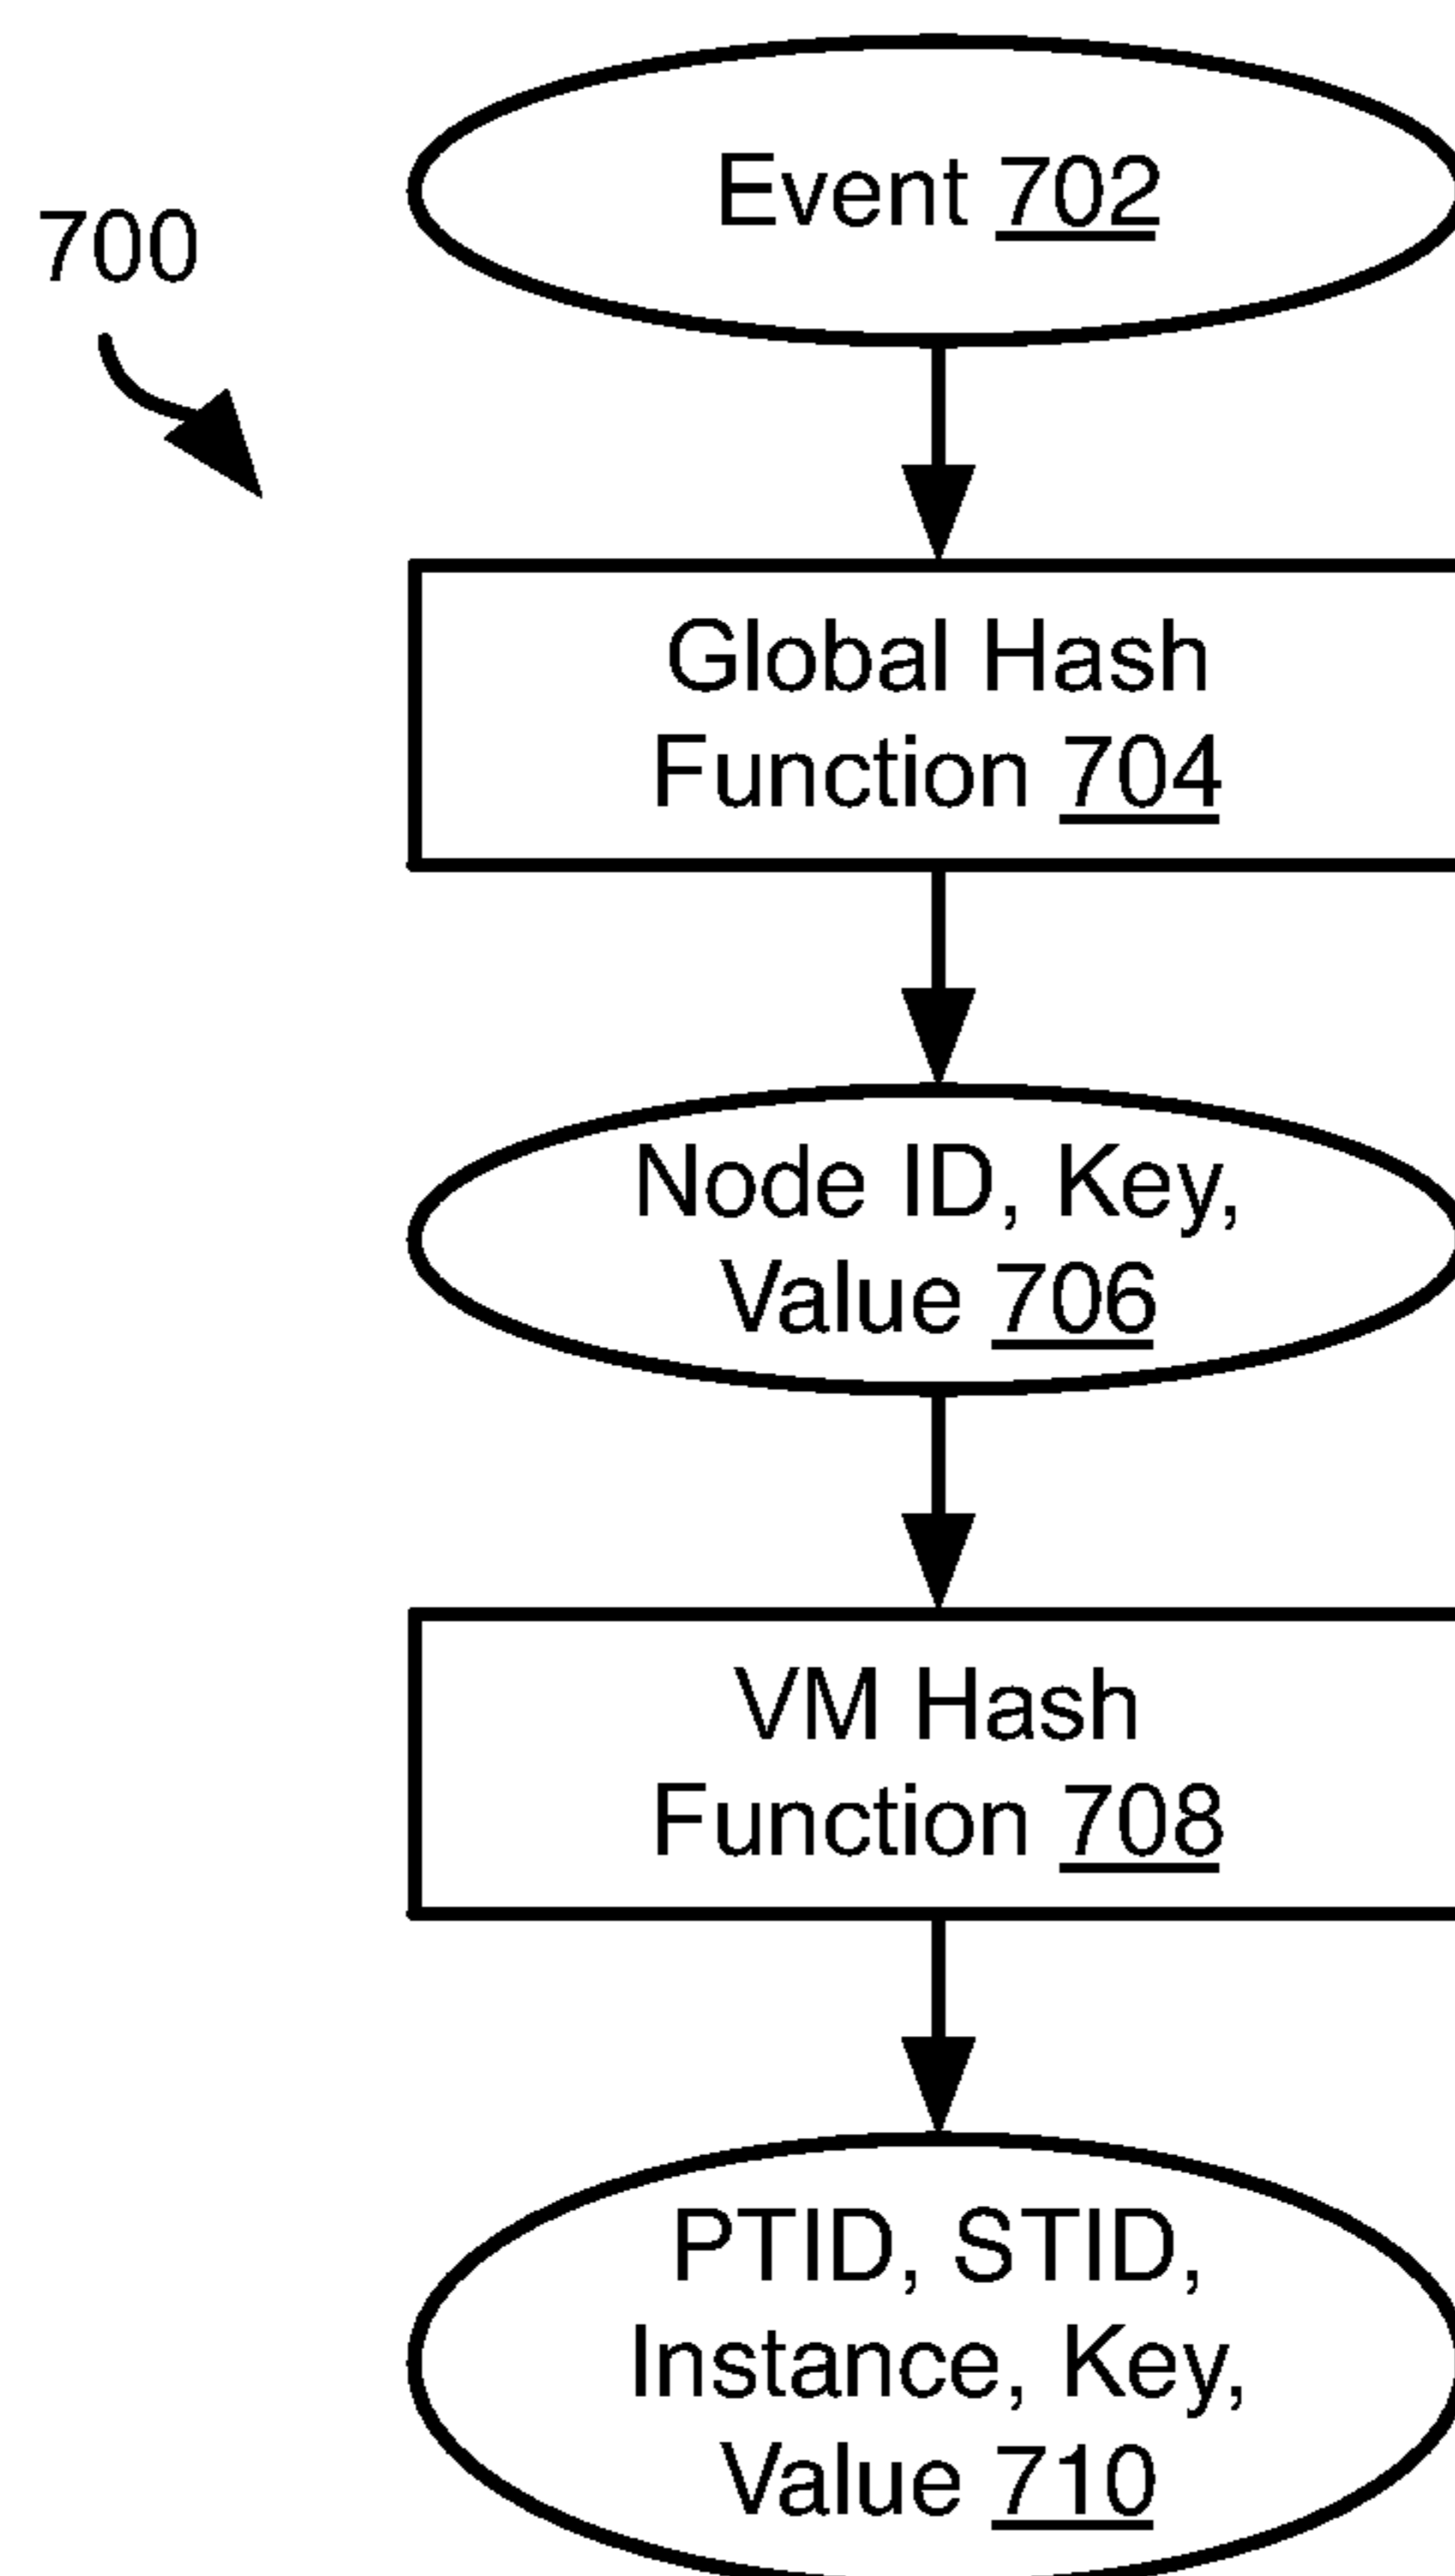 Event 702
700
Global Hash
Function 704
Node ID, Key,
Value 706
VM Hash
Function 708
PTID, STID,
Instance, Key,
Value 710